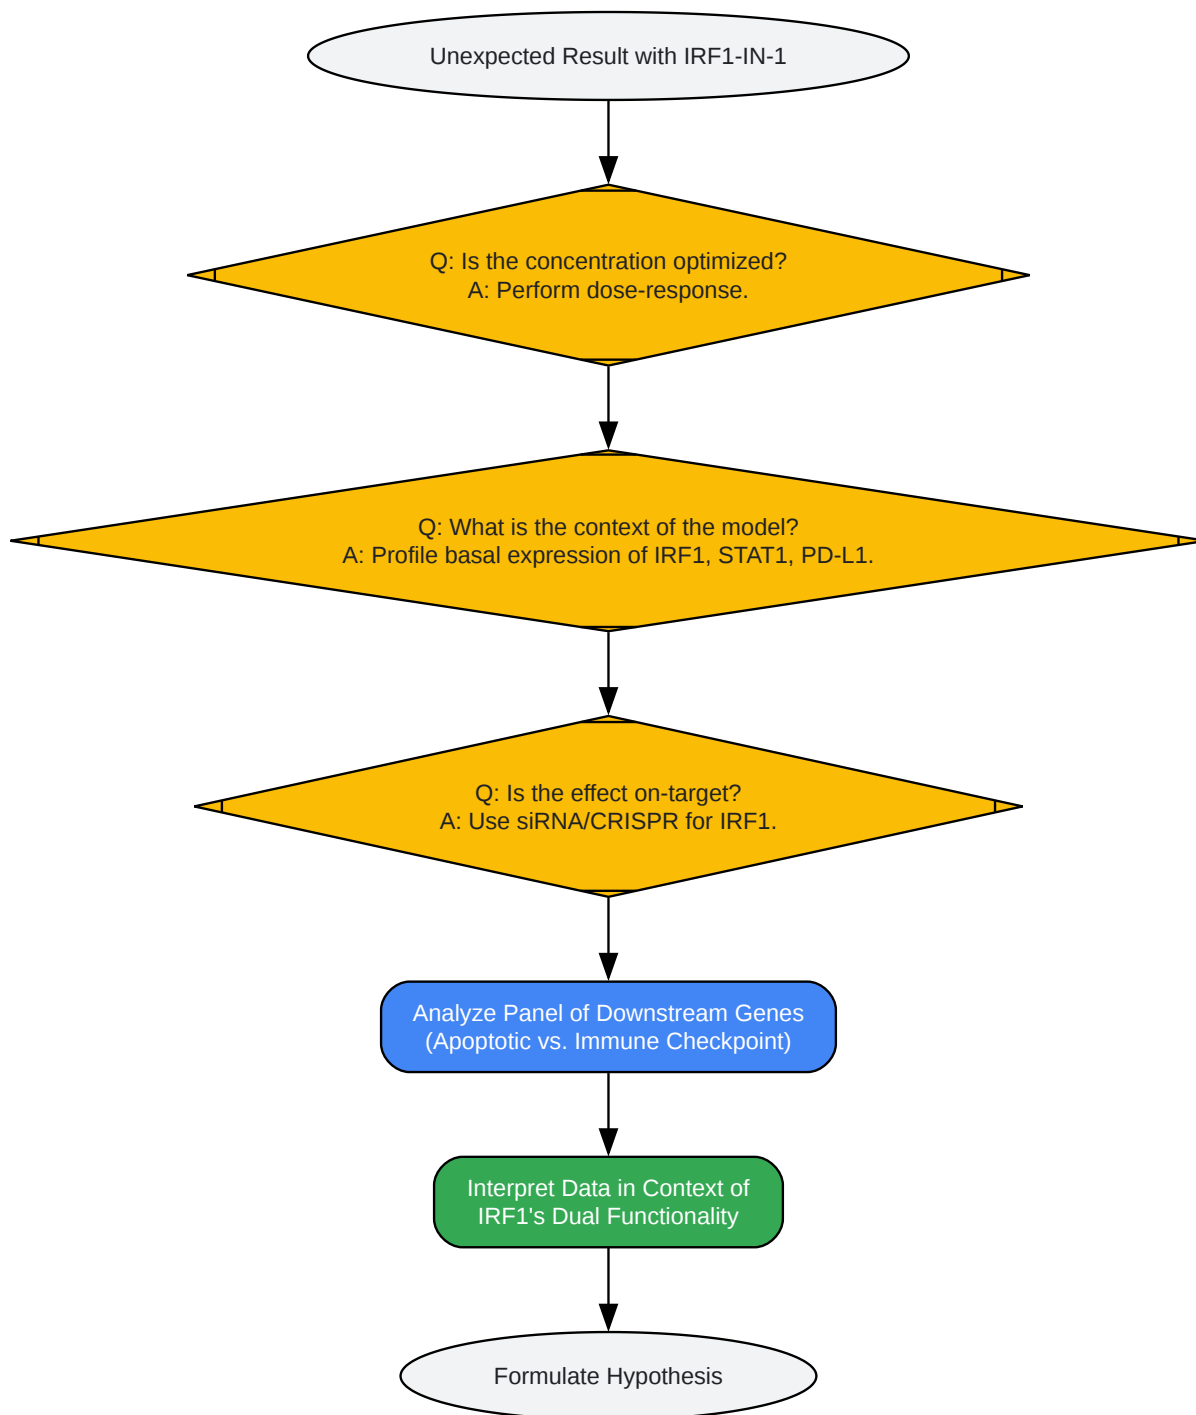 Unexpected Result with IRF1-IN-1
Q: Is the concentration optimized?
A: Perform dose-response.
Q: What is the context of the model?
A: Profile basal expression of IRF1, STAT1, PD-L1.
Q: Is the effect on-target?
A: Use siRNA/CRISPR for IRF1.
Analyze Panel of Downstream Genes
(Apoptotic vs. Immune Checkpoint)
Interpret Data in Context of
IRF1's Dual Functionality
Formulate Hypothesis